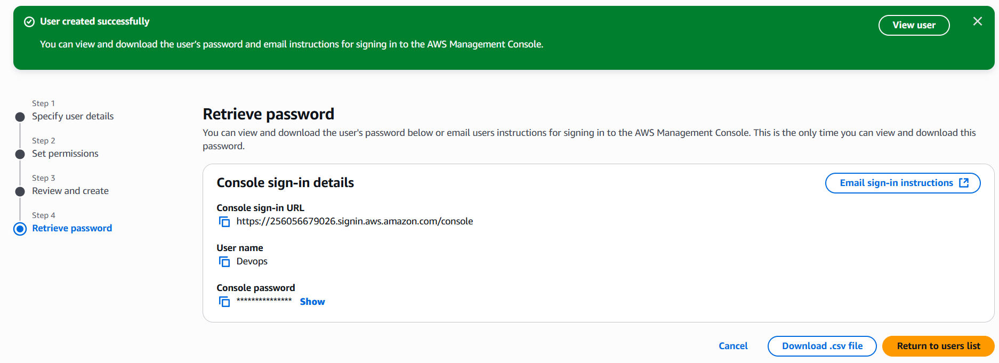 User created successfully
View user
You can view and download the user's password and email instructions for signing in to the AWS Management Console.
Step 1
Specify user details
Step 2
Set permissions
Step 3
Review and create
Step 4
Retrieve password
Retrieve password
You can view and download the user's password below or email users instructions for signing in to the AWS Management Console. This is the only time you can view and download this
password.
Console sign-in details
Email sign-in instructions
Console sign-in URL
https://256056679026.signin.aws.amazon.com/console
User name
Devops
Console password
*************** Show
Cancel
Download .csv file
Return to users list